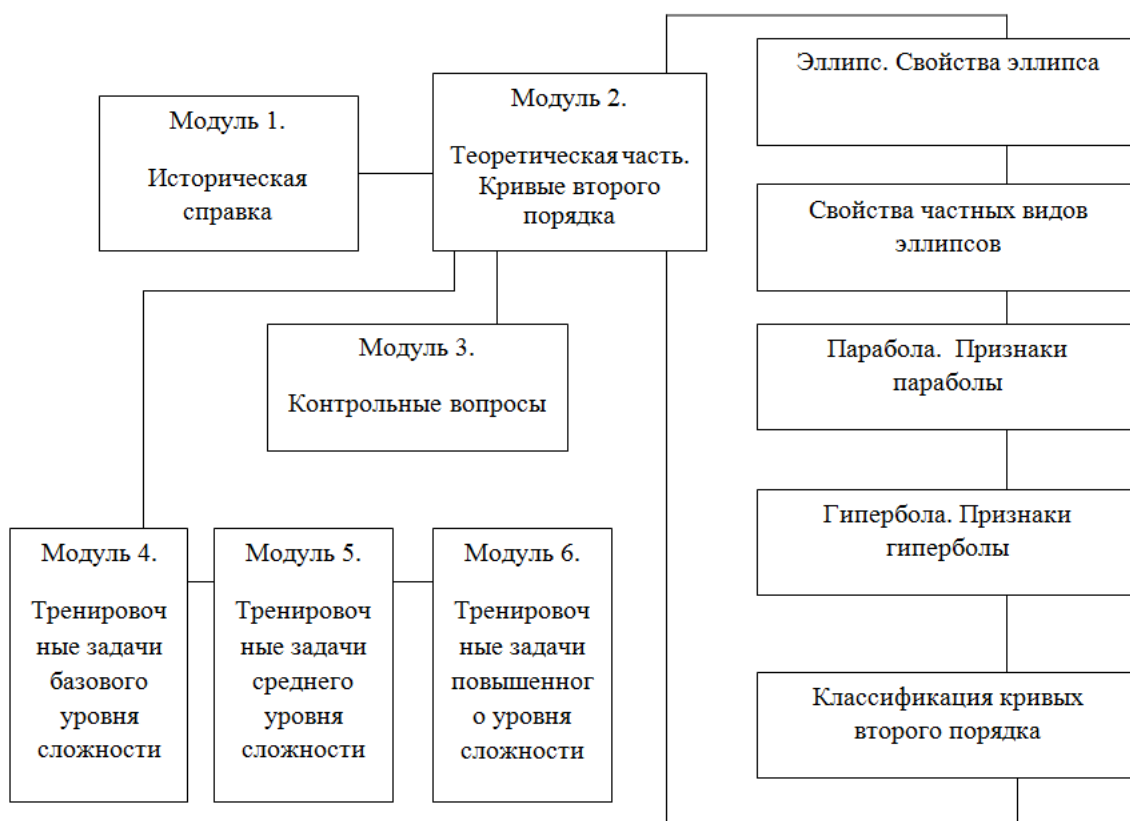 Модуль 1.
Историческая
справка
Модуль 2.
Теоретическая часть.
Кривые второго
порядка
Модуль 3.
Контрольные вопросы
Модуль 4.
Тренировоч
ные задачи
базового
уровня
сложности
Модуль 5.
Тренировоч
ные задачи
среднего
уровня
сложности
Модуль 6.
Тренировоч
ные задачи
повышенног
о уровня
сложности
Эллипс. Свойства эллипса
Свойства частных видов
эллипсов
Парабола.  Признаки
параболы
Гипербола. Признаки
гиперболы
Классификация кривых
второго порядка